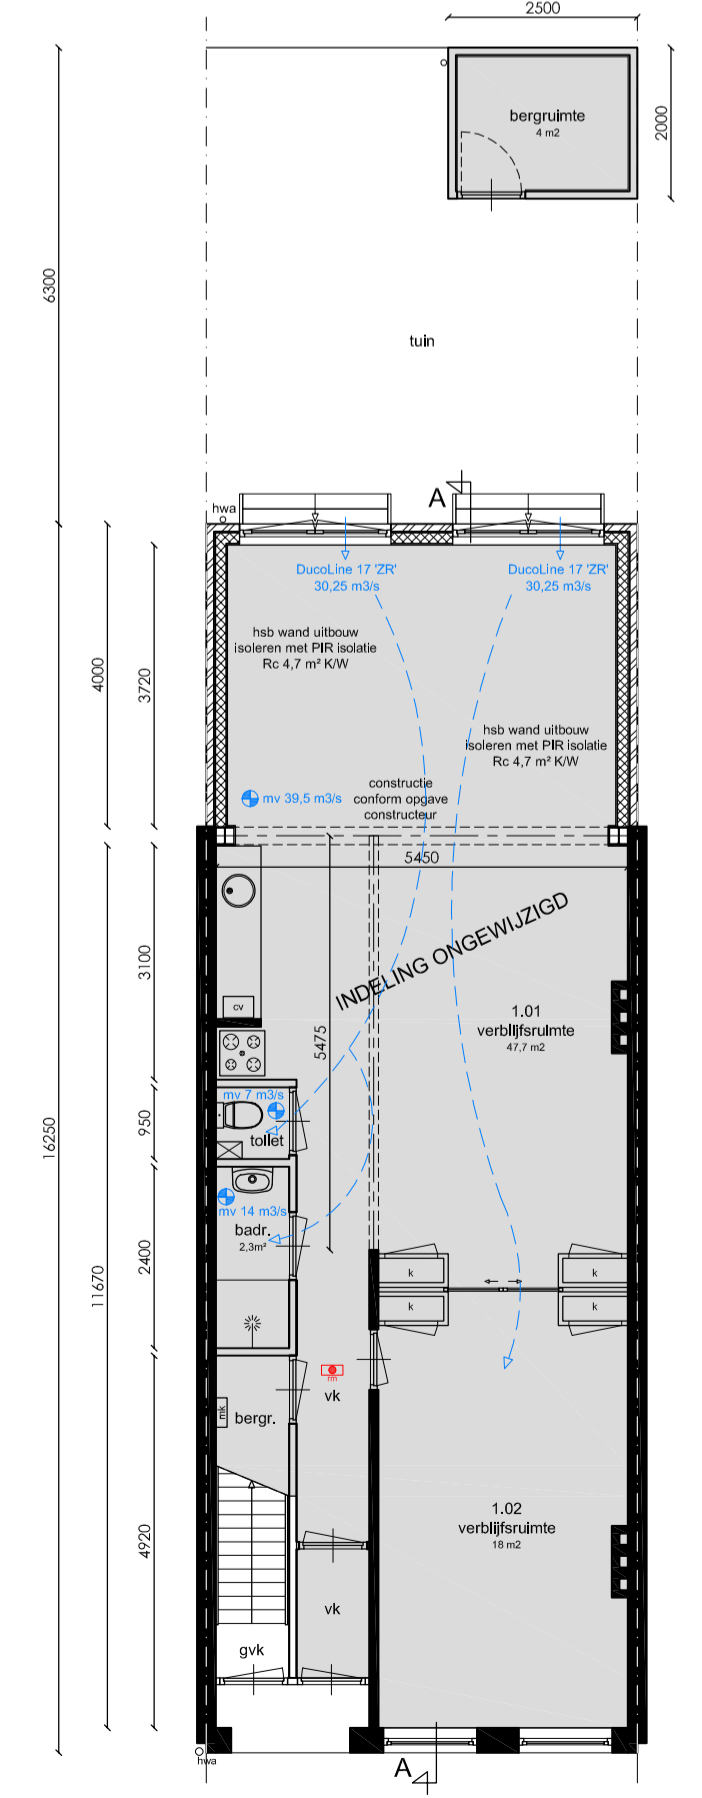 2500
bergruimte
4 m2
2000
6300
tuin
A
hwa
DucoLine 17 'ZR'
30,25 m3/s
DucoLine 17 'ZR'
30,25 m3/s
hsb wand uitbouw
isoleren met PIR isolatie
Rc 4,7 m² K/W
4000
3720
hsb wand uitbouw
isoleren met PIR isolatie
Rc 4,7 m² K/W
mv 39,5 m3/s
constructie
conform opgave
constructeur
5450
INDELING ONGEWIJZIGD
3100
cv
1.01
verblijfsruimte
47,7 m2
5475
mv 7 m3/s
toilet
950
16250
mv 14 m3/s
badr.
2,3m²
2400
11670
k
k
k
k
rm
vk
mk
bergr.
1.02
verblijfsruimte
18 m2
4920
vk
gvk
hwa
A